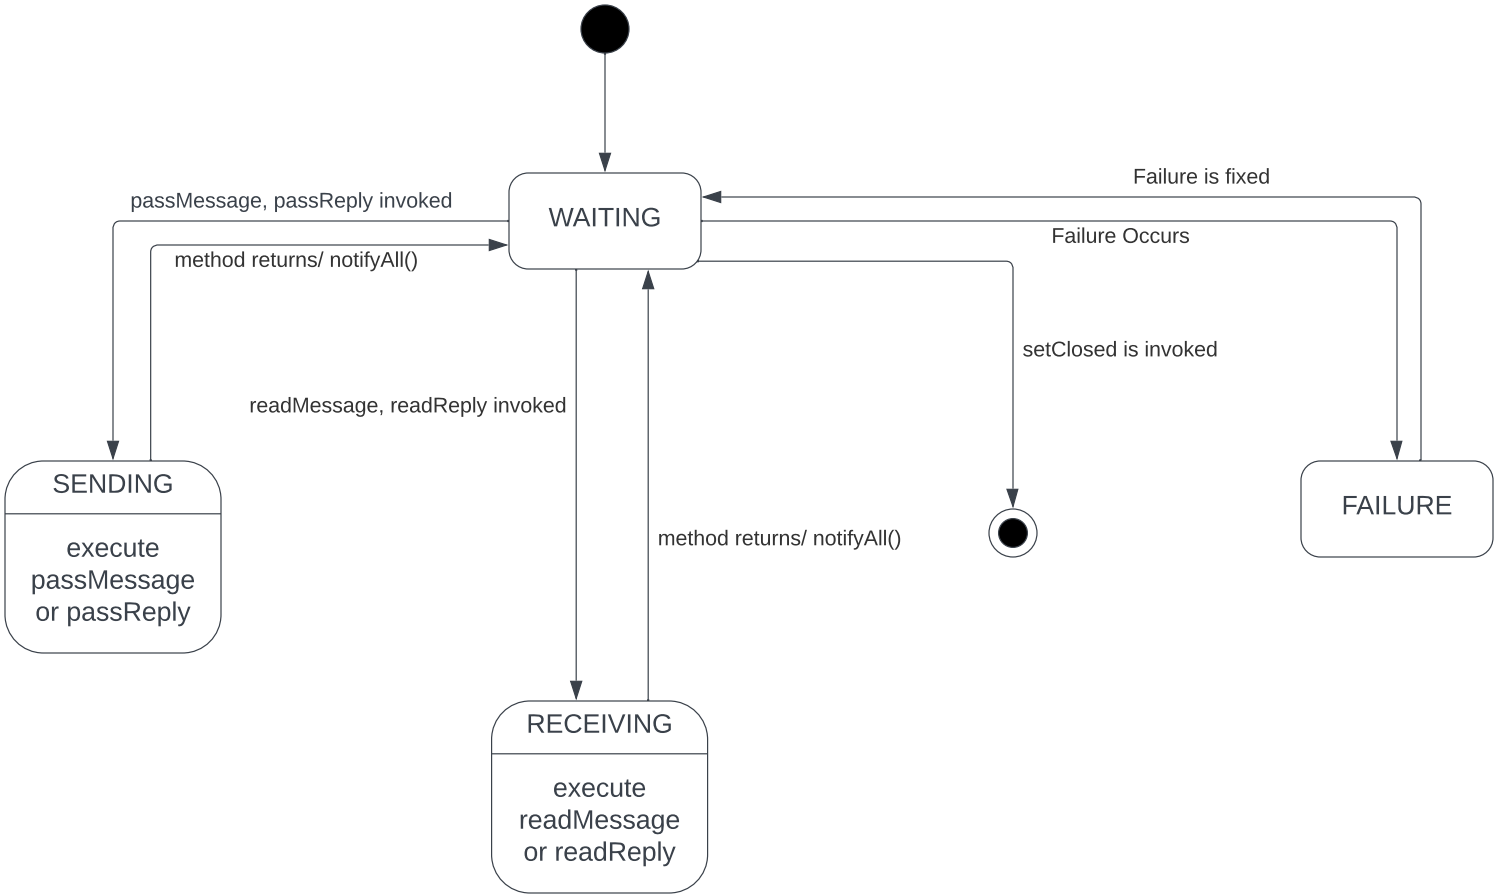 Failure is fixed
passMessage, passReply invoked
WAITING
Failure Occurs
method returns/ notifyAll()
setClosed is invoked
readMessage, readReply invoked
SENDING
execute
passMessage
or passReply
FAILURE
method returns/ notifyAll()
RECEIVING
execute
readMessage
or readReply